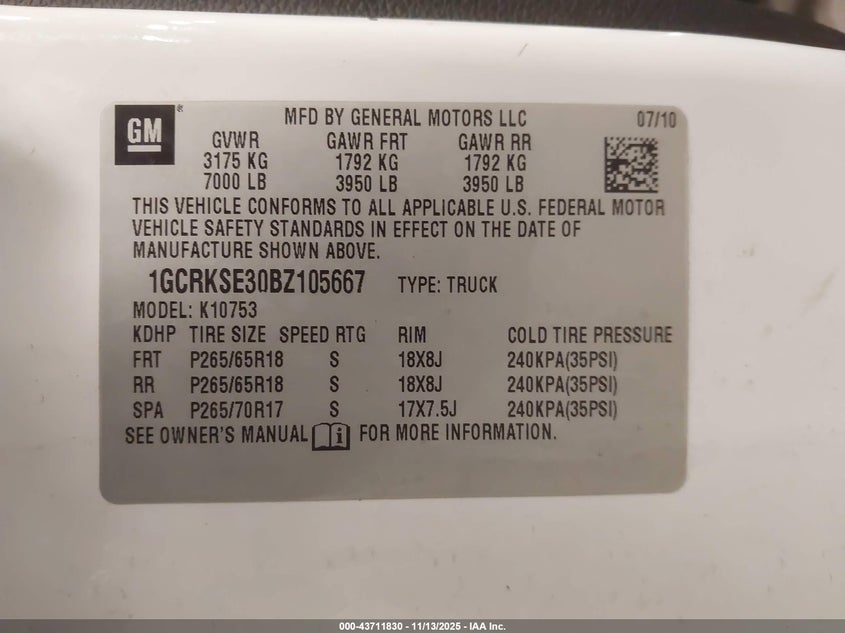 GM
MFD BY GENERAL MOTORS LLC 07/10
GVWR GAWR FRT GAWR RR
3175 KG 1792 KG 1792 KG
7000 LB 3950 LB 3950 LB
THIS VEHICLE CONFORMS TO ALL APPLICABLE U.S. FEDERAL MOTOR
VEHICLE SAFETY STANDARDS IN EFFECT ON THE DATE OF
MANUFACTURE SHOWN ABOVE.
1GCRKSE30BZ105667 TYPE: TRUCK
MODEL: K10753
KDHP TIRE SIZE SPEED RTG RIM COLD TIRE PRESSURE
FRT P265/65R18 S 18X8J 240KPA(35PSI)
RR P265/65R18 S 18X8J 240KPA(35PSI)
SPA P265/70R17 S 17X7.5J 240KPA(35PSI)
SEE OWNER'S MANUAL FOR MORE INFORMATION.
000-43711830 - 11/13/2025 - IAA Inc.